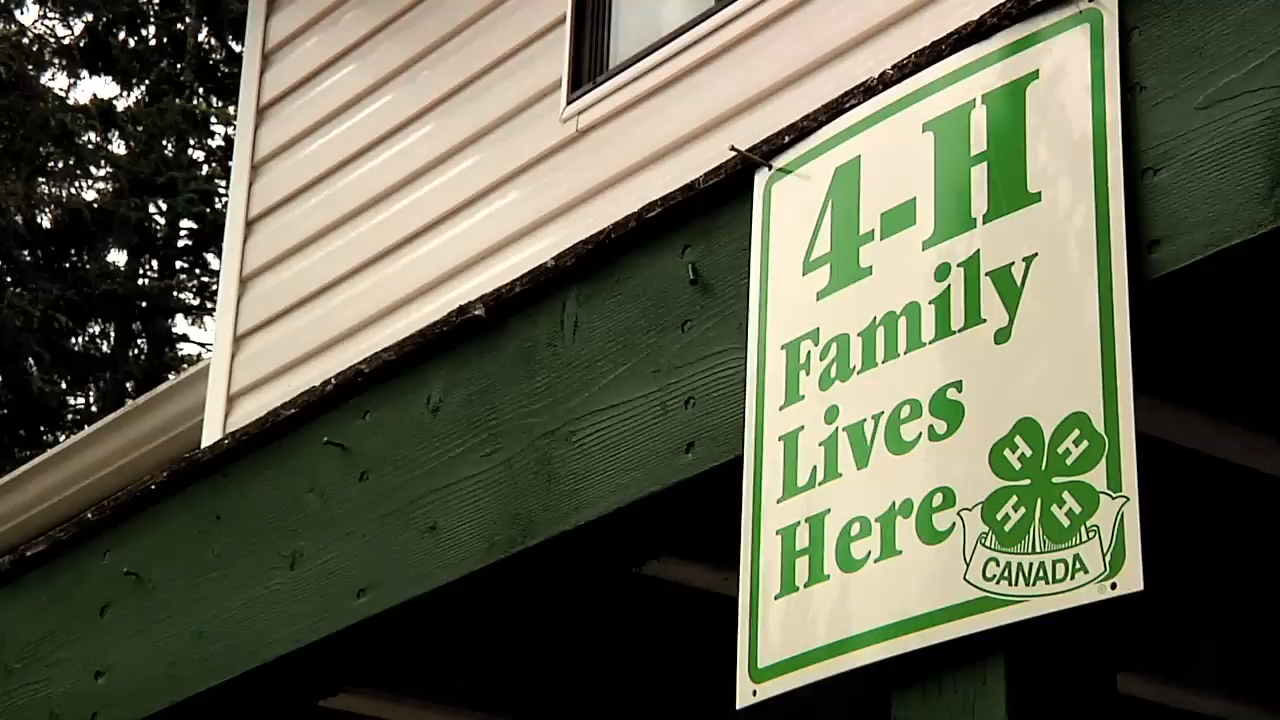 4-H
Family
Lives
Here
H H
H H
CANADA